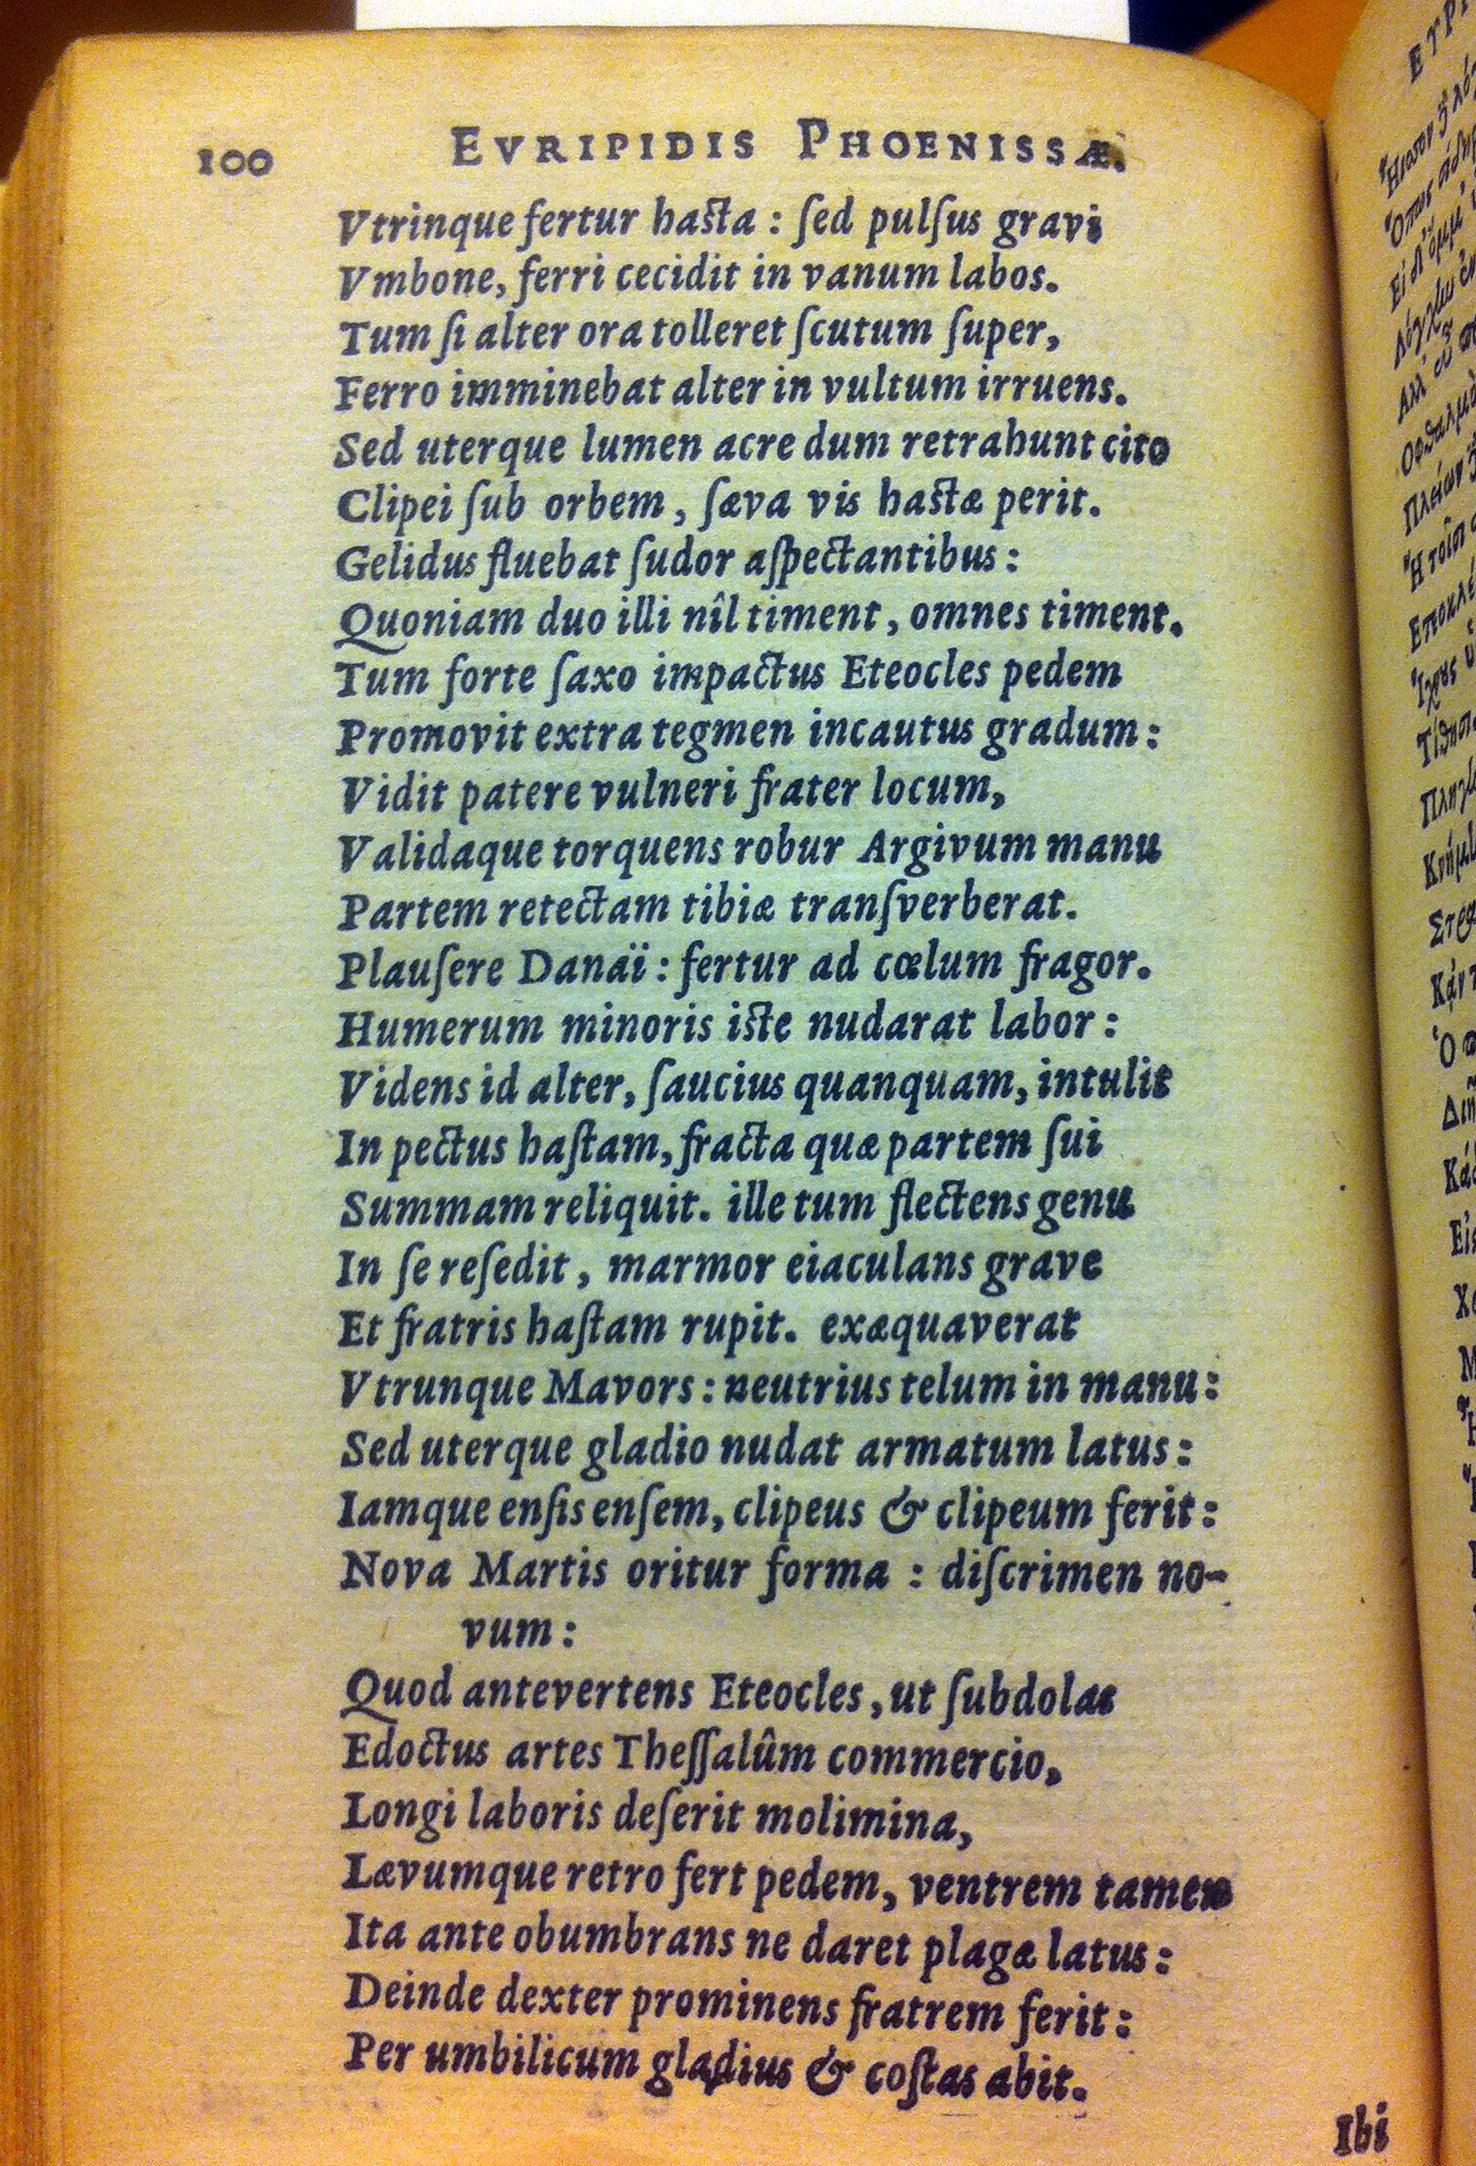 100 EVRIPIDIS PHOENISSÆ.
Vtrinque fertur hasta : ſed pulſus gravi
Vmbone, ferri cecidit in vanum labos.
Tum ſi alter ora tolleret ſcutum ſuper,
Ferro imminebat alter in vultum irruens.
Sed uterque lumen acre dum retrahunt cito
Clipei ſub orbem, ſæva vis hastæ perit.
Gelidus fluebat ſudor aſpectantibus :
Quoniam duo illi nîl timent, omnes timent.
Tum forte ſaxo impactus Eteocles pedem
Promovit extra tegmen incautus gradum :
Vidit patere vulneri frater locum,
Validaque torquens robur Argivum manu
Partem retectam tibiæ tranſverberat.
Plauſere Danaï : fertur ad cœlum fragor.
Humerum minoris iste nudarat labor :
Videns id alter, ſaucius quanquam, intulit
In pectus haſtam, fracta quæ partem ſui
Summam reliquit. ille tum flectens genu
In ſe reſedit, marmor eiaculans grave
Et fratris haſtam rupit. exæquaverat
Vtrunque Mavors : neutrius telum in manu :
Sed uterque gladio nudat armatum latus :
Iamque enſis enſem, clipeus & clipeum ferit :
Nova Martis oritur forma : diſcrimen no-
vum :
Quod antevertens Eteocles, ut ſubdolas
Edoctus artes Theſſalûm commercio,
Longi laboris deſerit molimina,
Lævumque retro fert pedem, ventrem tamen
Ita ante obumbrans ne daret plagæ latus :
Deinde dexter prominens fratrem ferit :
Per umbilicum gladius & coſtas abit.
Ibi